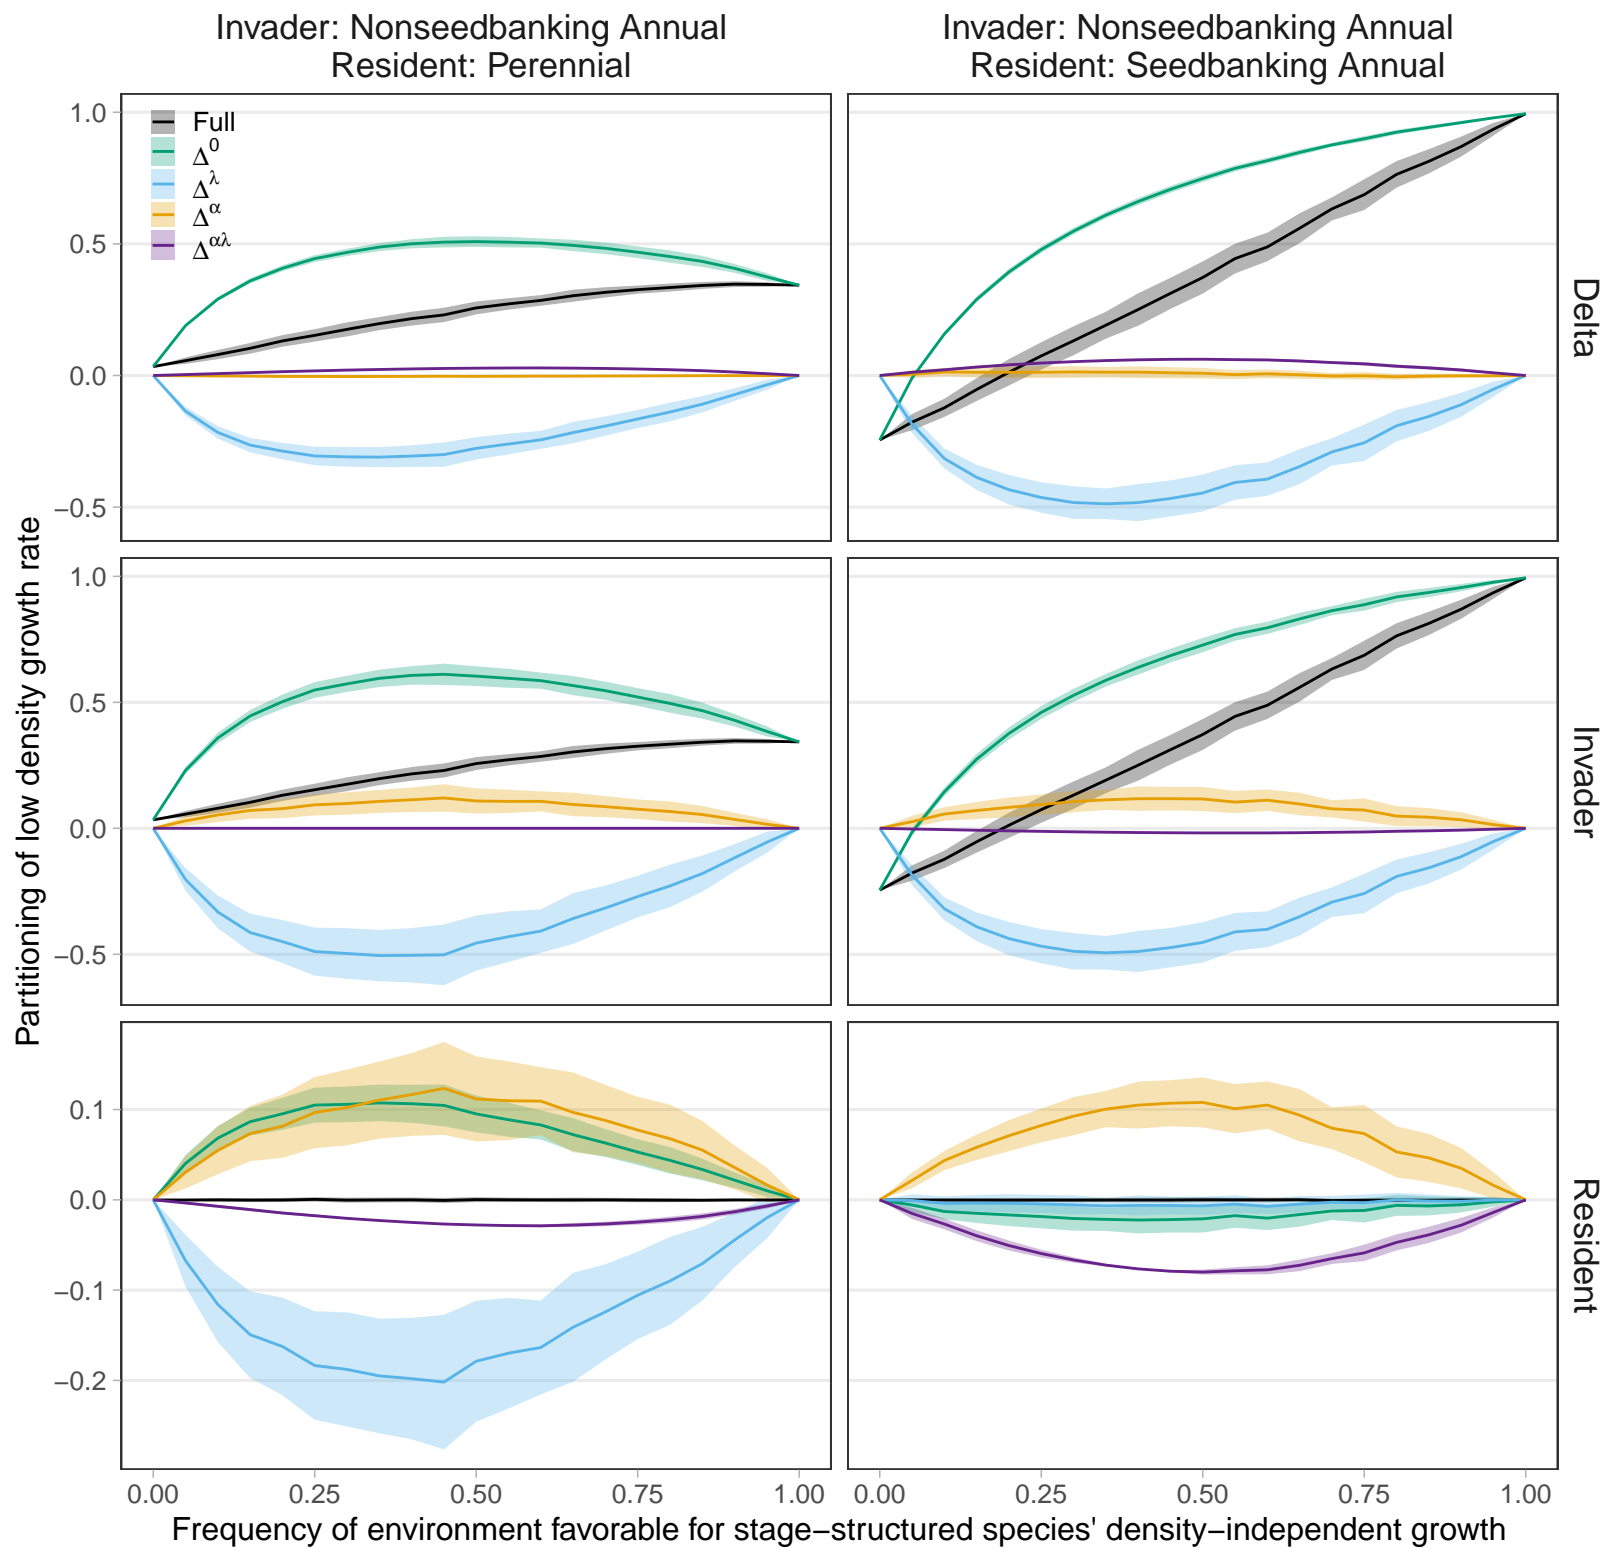 Invader: Nonseedbanking Annual
Resident: Perennial
Invader: Nonseedbanking Annual
Resident: Seedbanking Annual
Full
Δ⁰
Δ^λ
Δ^α
Δ^αλ
1.0
0.5
0.0
−0.5
Delta
1.0
0.5
0.0
−0.5
Invader
0.1
0.0
−0.1
−0.2
Resident
Partitioning of low density growth rate
0.00 0.25 0.50 0.75 1.00
0.00 0.25 0.50 0.75 1.00
Frequency of environment favorable for stage−structured species' density−independent growth